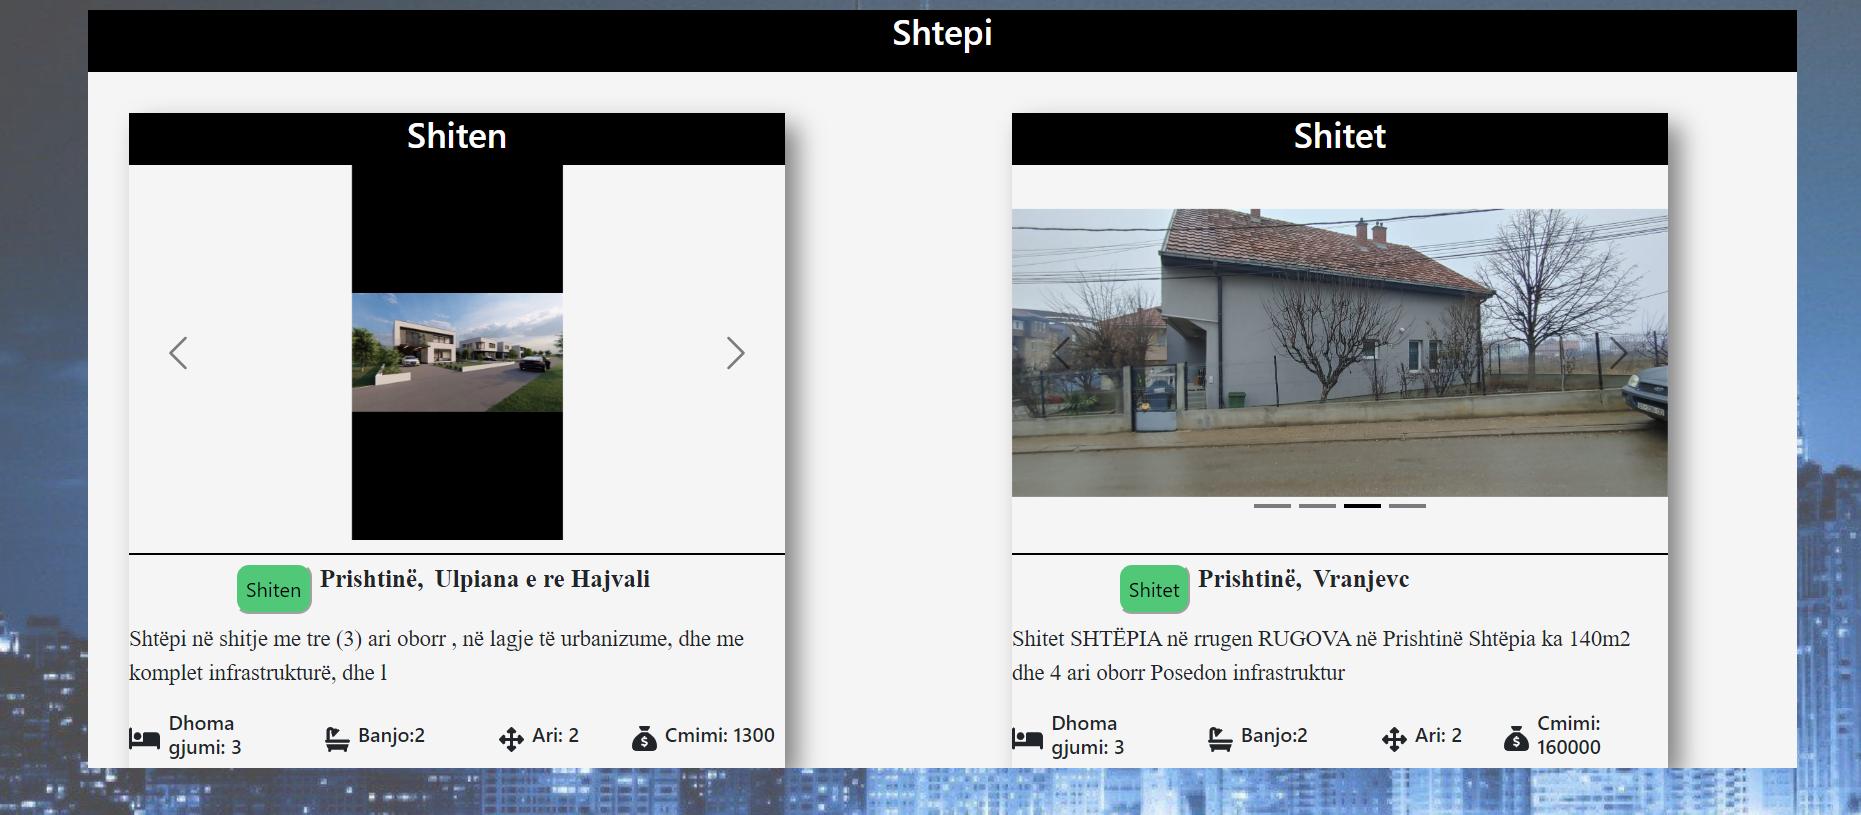 Shtepi
Shiten
Shiten Prishtinë, Ulpiana e re Hajvali
Shtëpi në shitje me tre (3) ari oborr , në lagje të urbanizume, dhe me
komplet infrastrukturë, dhe l
Dhoma
gjumi: 3
Banjo:2
Ari: 2
Cmimi: 1300
Shitet
Shitet Prishtinë, Vranjevc
Shitet SHTËPIA në rrugen RUGOVA në Prishtinë Shtëpia ka 140m2
dhe 4 ari oborr Posedon infrastruktur
Dhoma
gjumi: 3
Banjo:2
Ari: 2
Cmimi:
160000